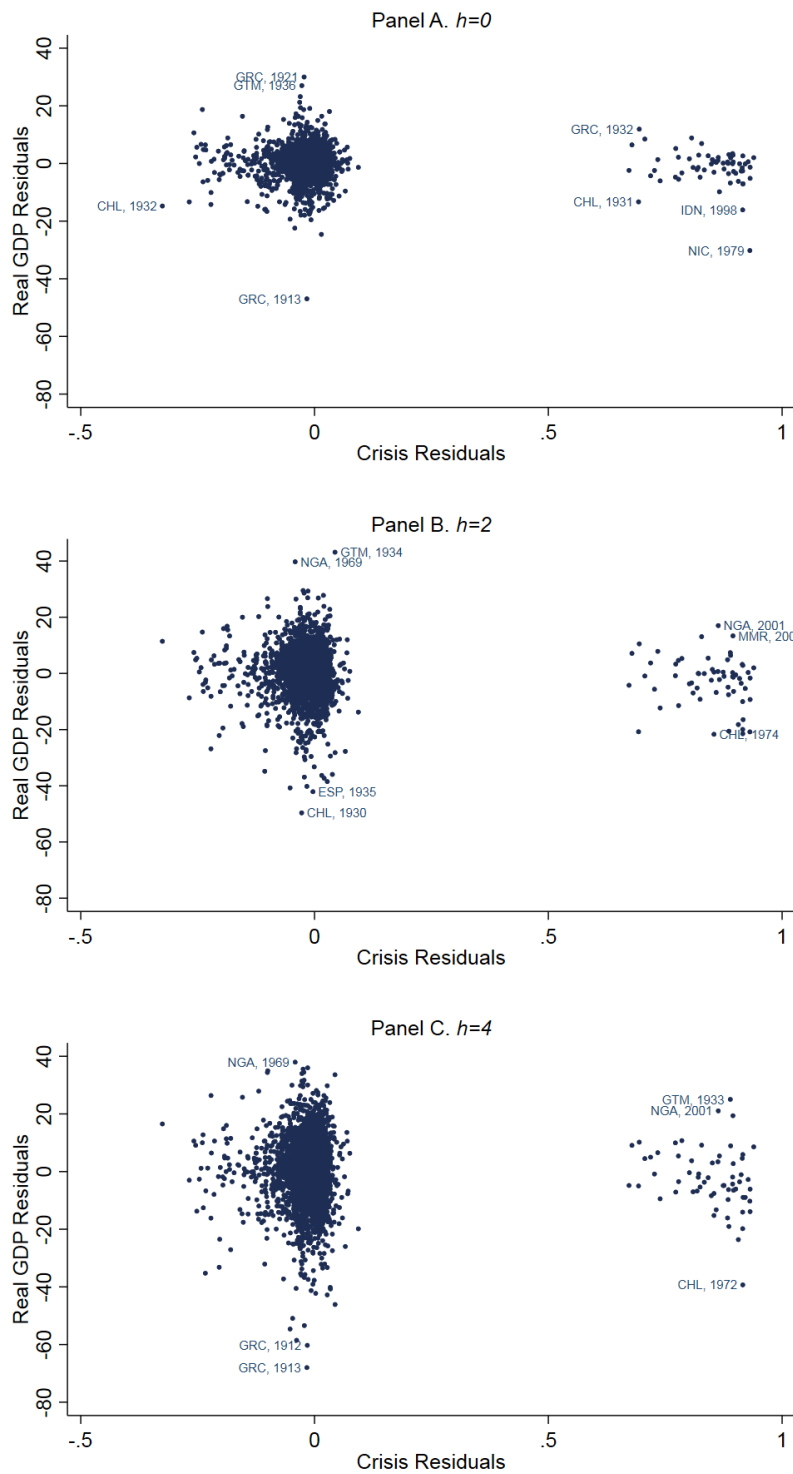 Panel A. h=0
Real GDP Residuals
40
20
0
-20
-40
-60
-80
GRC, 1921
GTM, 1936
GRC, 1932
CHL, 1932
CHL, 1931
IDN, 1998
NIC, 1979
GRC, 1913
-.5
0
.5
1
Crisis Residuals
Panel B. h=2
Real GDP Residuals
40
20
0
-20
-40
-60
-80
GTM, 1934
NGA, 1969
NGA, 2001
MMR, 200
CHL, 1974
ESP, 1935
CHL, 1930
-.5
0
.5
1
Crisis Residuals
Panel C. h=4
Real GDP Residuals
40
20
0
-20
-40
-60
-80
NGA, 1969
GTM, 1933
NGA, 2001
CHL, 1972
GRC, 1912
GRC, 1913
-.5
0
.5
1
Crisis Residuals